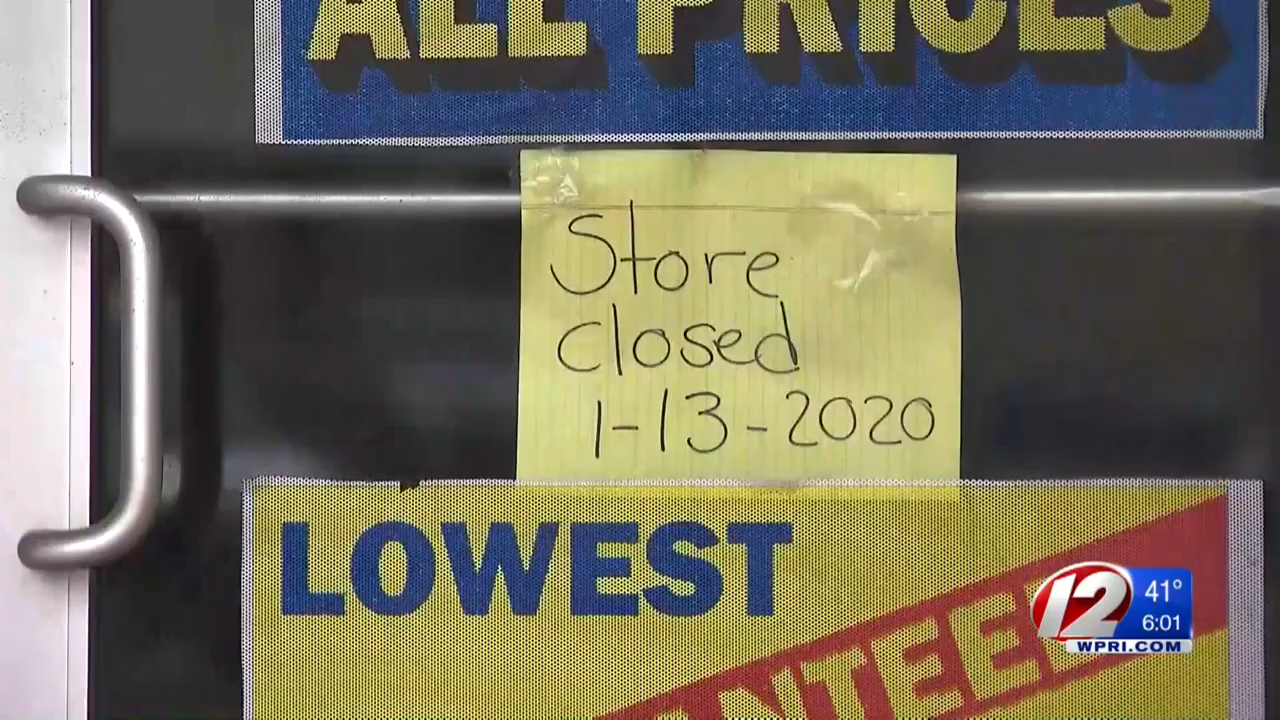 ALL PRICES
Store
closed
1-13-2020
LOWEST
12
41°
6:01
WPRI.COM